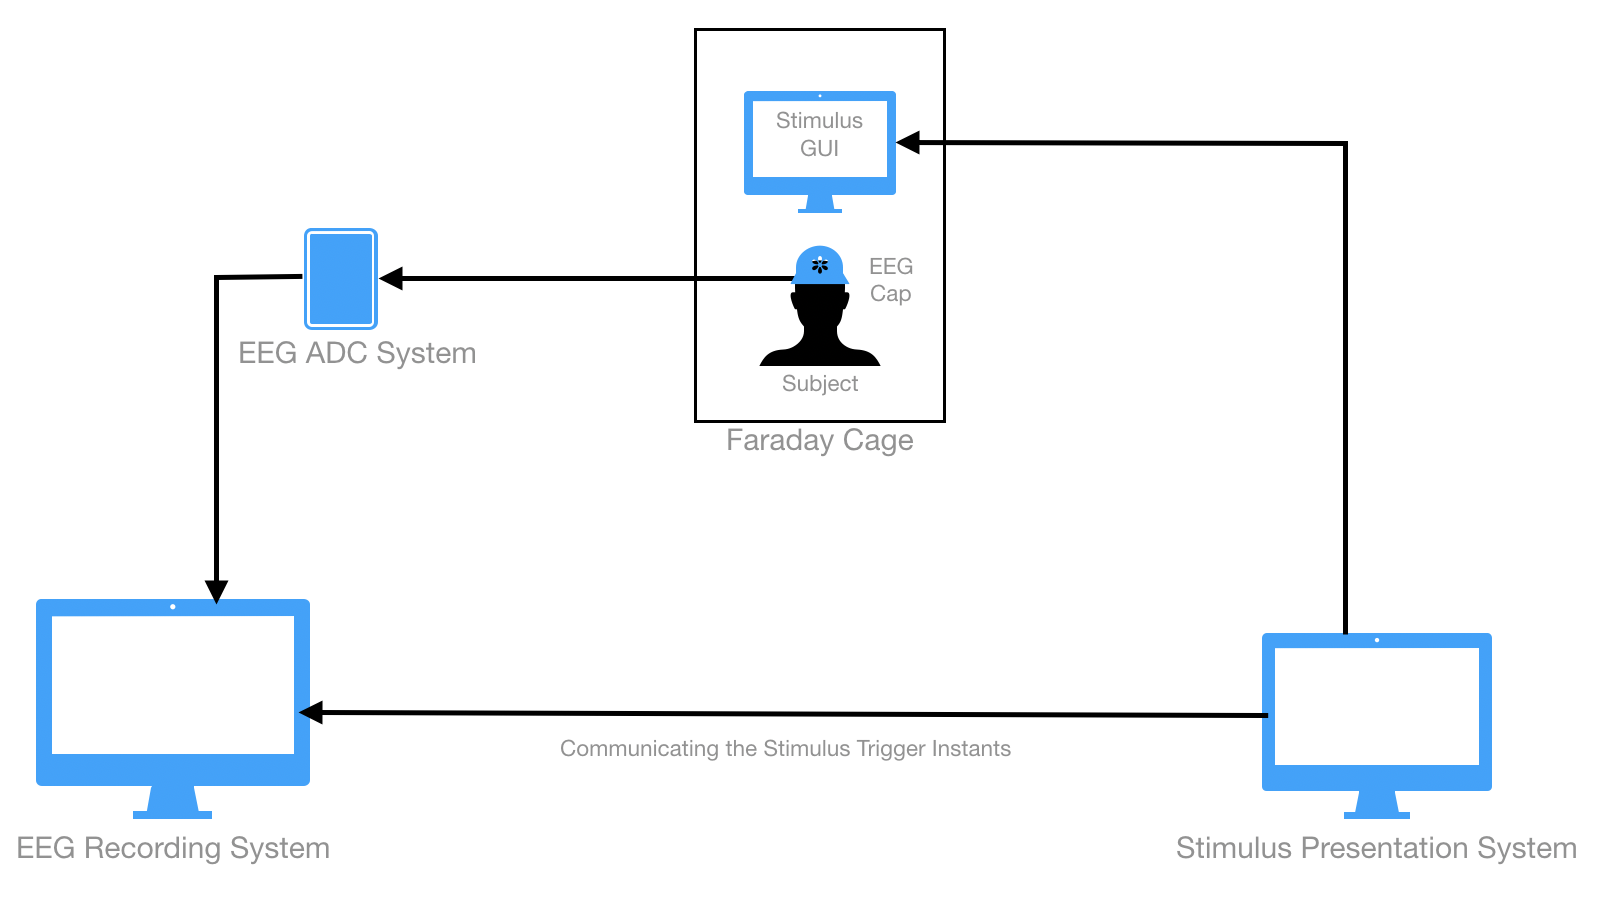 Stimulus
GUI
EEG
Cap
Subject
Faraday Cage
EEG ADC System
Communicating the Stimulus Trigger Instants
EEG Recording System
Stimulus Presentation System